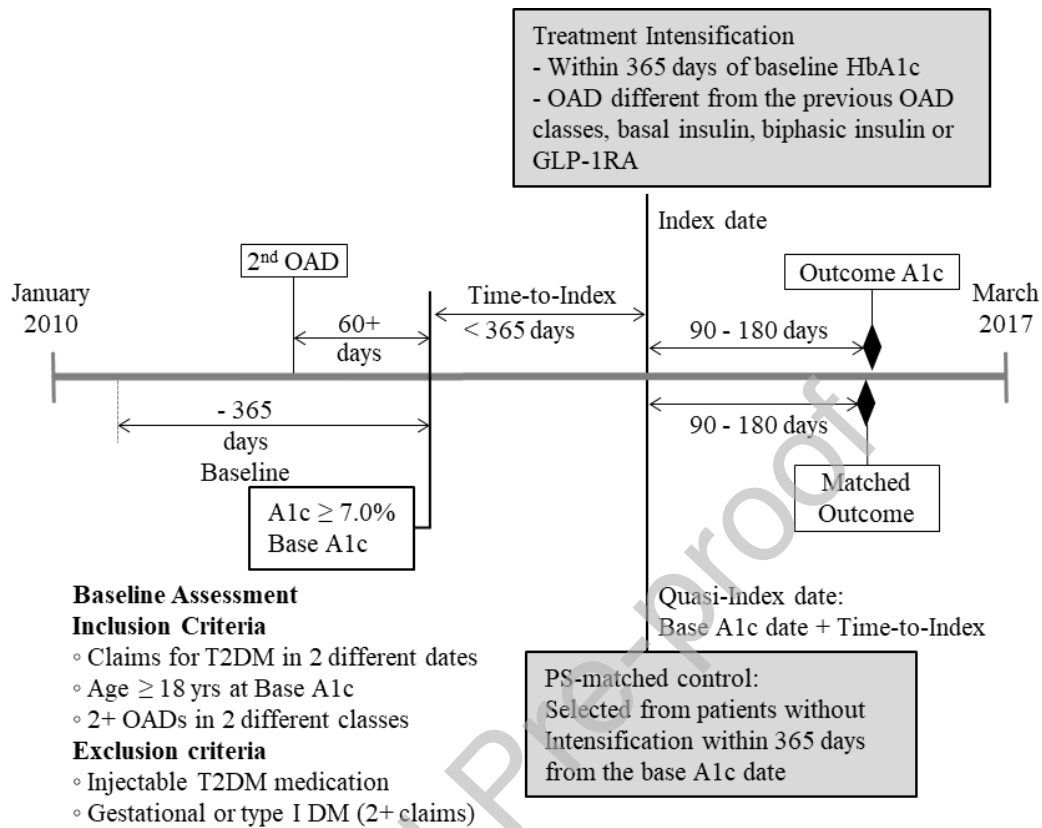 Treatment Intensification
- Within 365 days of baseline HbA1c
- OAD different from the previous OAD
classes, basal insulin, biphasic insulin or
GLP-1RA
Index date
2nd OAD
Outcome A1c
January
2010
Time-to-Index
< 365 days
March
2017
60+
days
90 - 180 days
- 365
days
Baseline
90 - 180 days
A1c ≥ 7.0%
Base A1c
Matched
Outcome
Baseline Assessment
Inclusion Criteria
◦ Claims for T2DM in 2 different dates
◦ Age ≥ 18 yrs at Base A1c
◦ 2+ OADs in 2 different classes
Exclusion criteria
◦ Injectable T2DM medication
◦ Gestational or type I DM (2+ claims)
Quasi-Index date:
Base A1c date + Time-to-Index
PS-matched control:
Selected from patients without
Intensification within 365 days
from the base A1c date
l Pre-proof